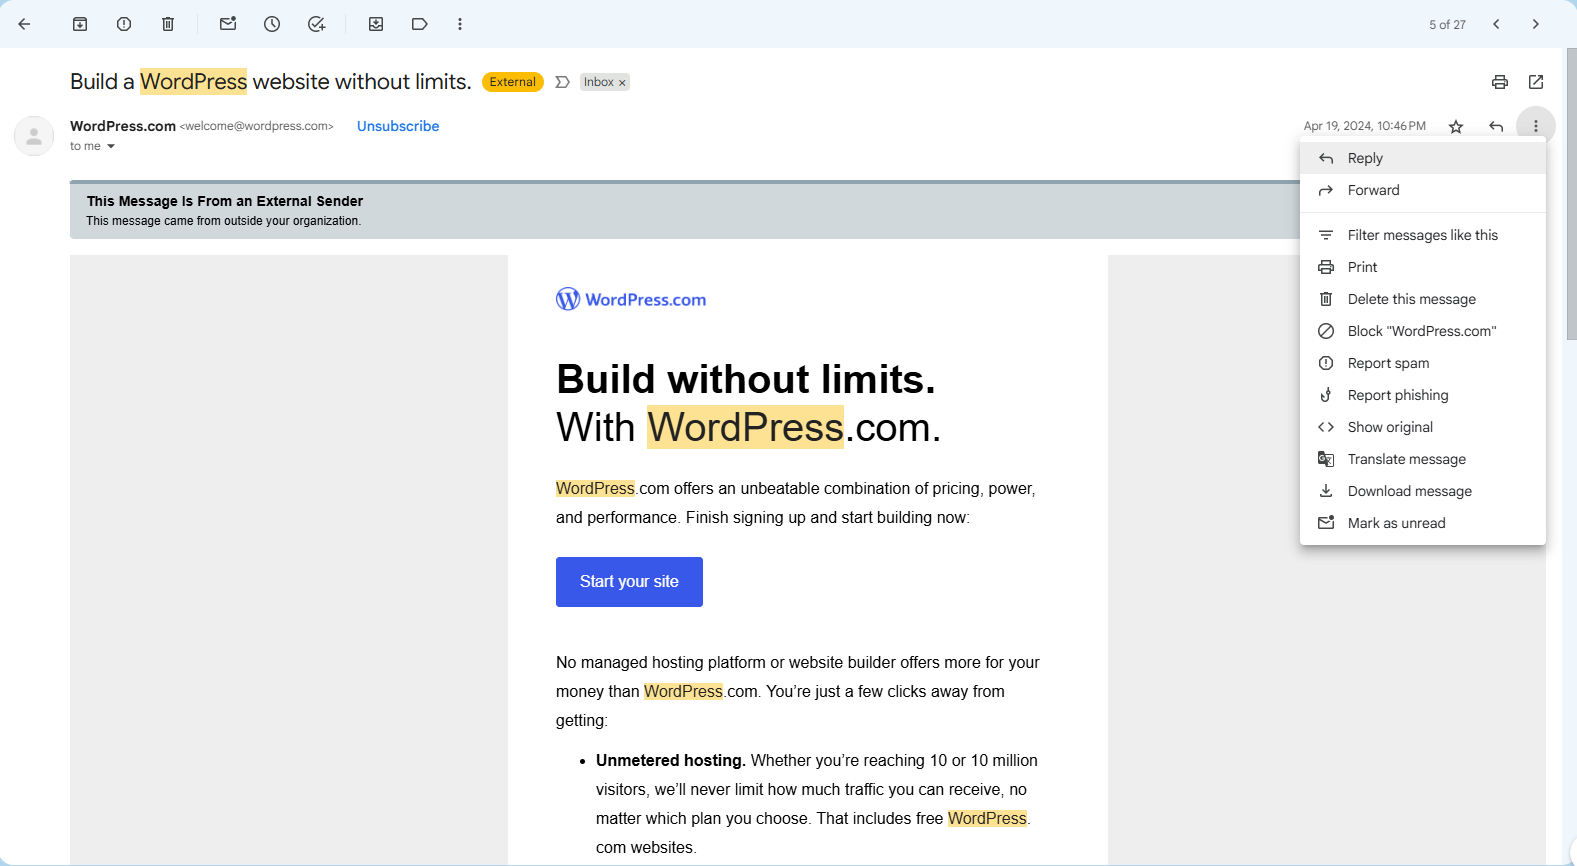 5 of 27
Build a WordPress website without limits. External Inbox ×
WordPress.com <welcome@wordpress.com> Unsubscribe
Apr 19, 2024, 10:46 PM
to me
This Message Is From an External Sender
This message came from outside your organization.
Reply
Forward
Filter messages like this
Print
Delete this message
Block "WordPress.com"
Report spam
Report phishing
Show original
Translate message
Download message
Mark as unread
WordPress.com
Build without limits.
With WordPress.com.
WordPress.com offers an unbeatable combination of pricing, power,
and performance. Finish signing up and start building now:
Start your site
No managed hosting platform or website builder offers more for your
money than WordPress.com. You’re just a few clicks away from
getting:
• Unmetered hosting. Whether you’re reaching 10 or 10 million
visitors, we’ll never limit how much traffic you can receive, no
matter which plan you choose. That includes free WordPress.
com websites.